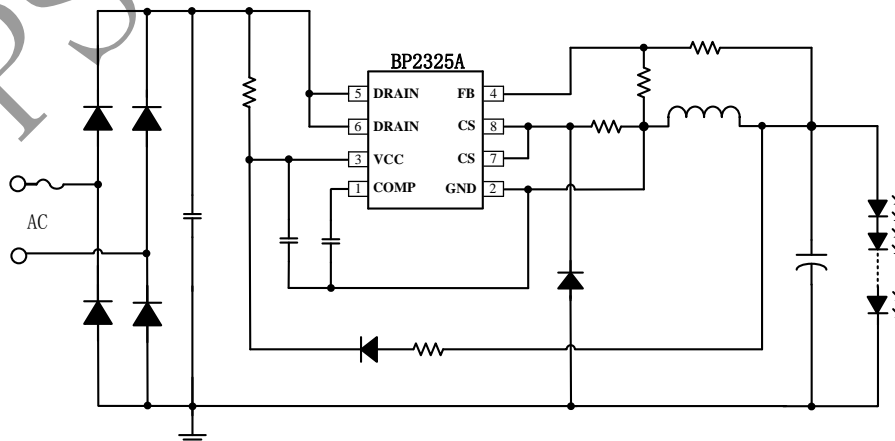 BP2325A
5 DRAIN FB 4
6 DRAIN CS 8
3 VCC CS 7
1 COMP GND 2
AC